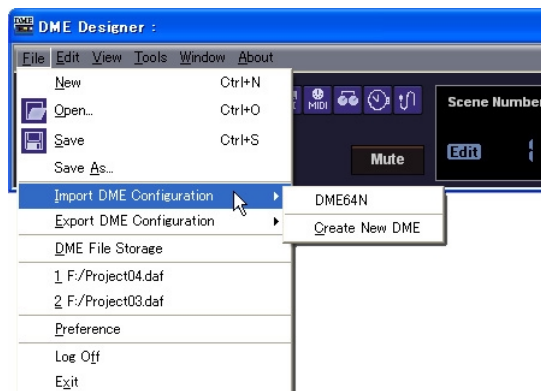 DME DME Designer :
File Edit View Tools Window About
New Ctrl+N
Open... Ctrl+O
Save Ctrl+S
Save As...
Import DME Configuration
Export DME Configuration
DME File Storage
1 F:/Project04.daf
2 F:/Project03.daf
Preference
Log Off
Exit
DME64N
Create New DME
MIDI
Mute
Scene Number
Edit